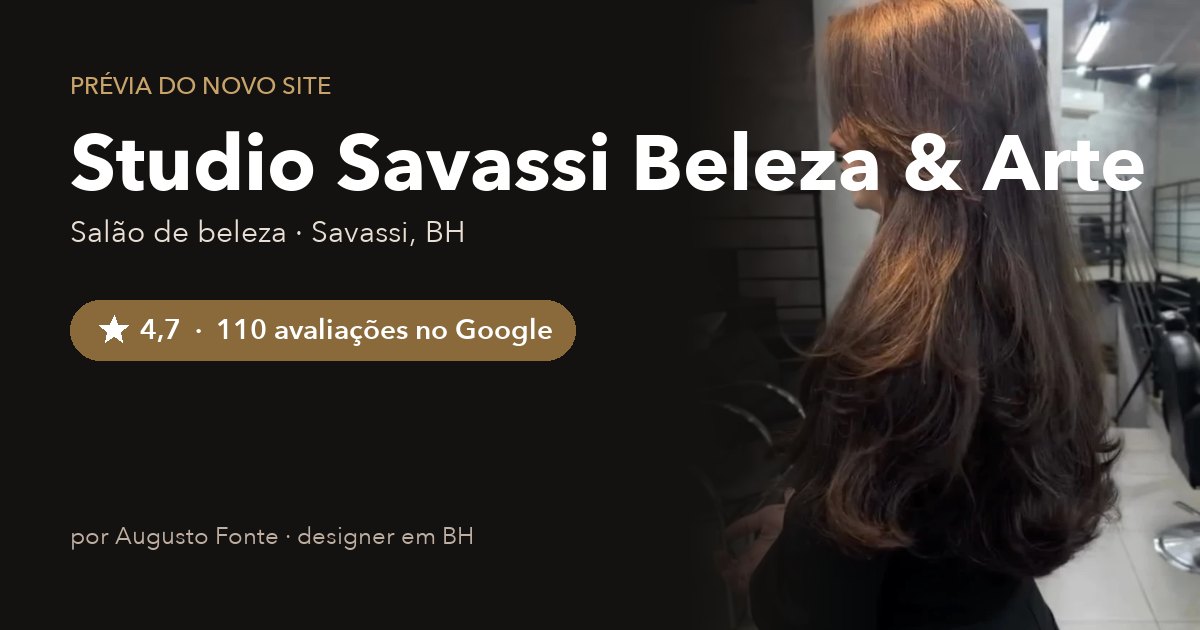 PRÉVIA DO NOVO SITE
Studio Savassi Beleza & Arte
Salão de beleza · Savassi, BH
★ 4,7 · 110 avaliações no Google
por Augusto Fonte · designer em BH